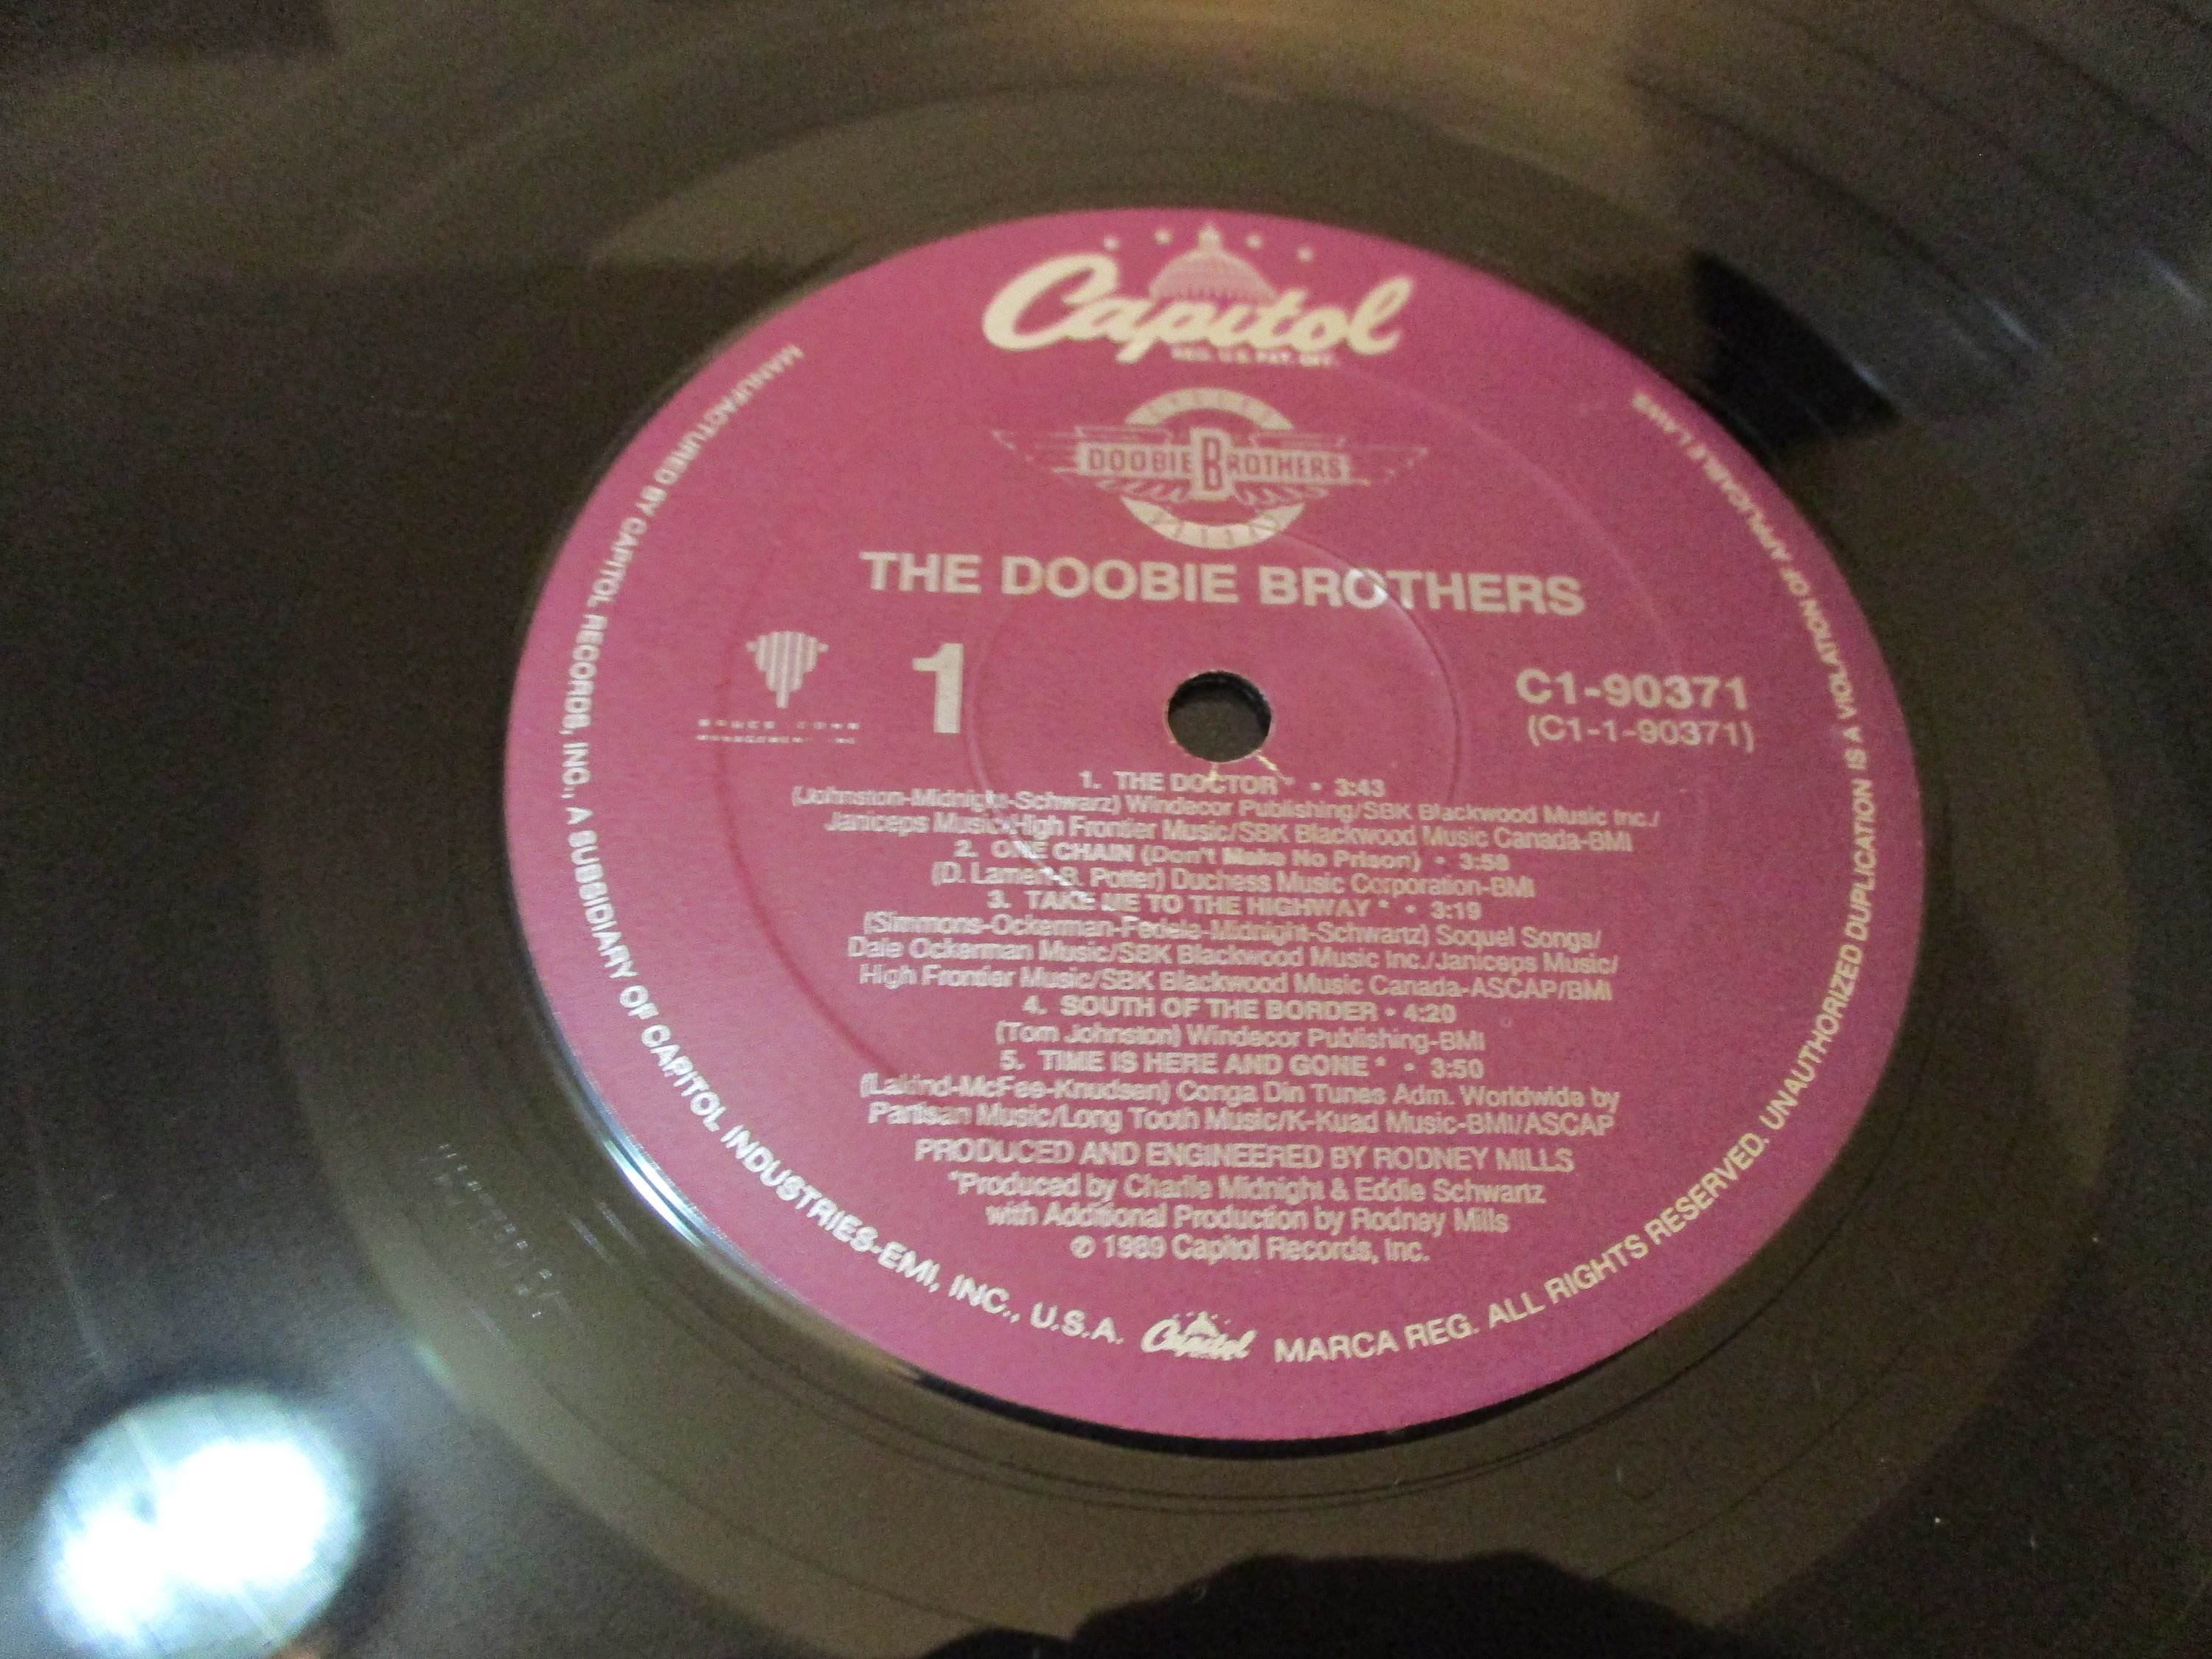 Capitol
REG. U.S. PAT. OFF.
DOOBIE BROTHERS
THE DOOBIE BROTHERS
1
C1-90371
(C1-1-90371)
BRUCE COHN
MANAGEMENT INC
1. THE DOCTOR* • 3:43
(Johnston-Midnight-Schwarz) Windecor Publishing/SBK Blackwood Music Inc./
Janiceps Music/High Frontier Music/SBK Blackwood Music Canada-BMI
2. ONE CHAIN (Don't Make No Prison) • 3:58
(D. Lambert-B. Potter) Duchess Music Corporation-BMI
3. TAKE ME TO THE HIGHWAY* • 3:19
(Simmons-Ockerman-Fedele-Midnight-Schwartz) Soquel Songs/
Dale Ockerman Music/SBK Blackwood Music Inc./Janiceps Music/
High Frontier Music/SBK Blackwood Music Canada-ASCAP/BMI
4. SOUTH OF THE BORDER • 4:20
(Tom Johnston) Windecor Publishing-BMI
5. TIME IS HERE AND GONE* • 3:50
(Lakind-McFee-Knudsen) Conga Din Tunes Adm. Worldwide by
Partisan Music/Long Tooth Music/K-Kuad Music-BMI/ASCAP
PRODUCED AND ENGINEERED BY RODNEY MILLS
*Produced by Charlie Midnight & Eddie Schwartz
with Additional Production by Rodney Mills
℗ 1989 Capitol Records, Inc.
MANUFACTURED BY CAPITOL RECORDS, INC., A SUBSIDIARY OF CAPITOL INDUSTRIES-EMI, INC., U.S.A. Capitol MARCA REG. ALL RIGHTS RESERVED. UNAUTHORIZED DUPLICATION IS A VIOLATION OF APPLICABLE LAWS.